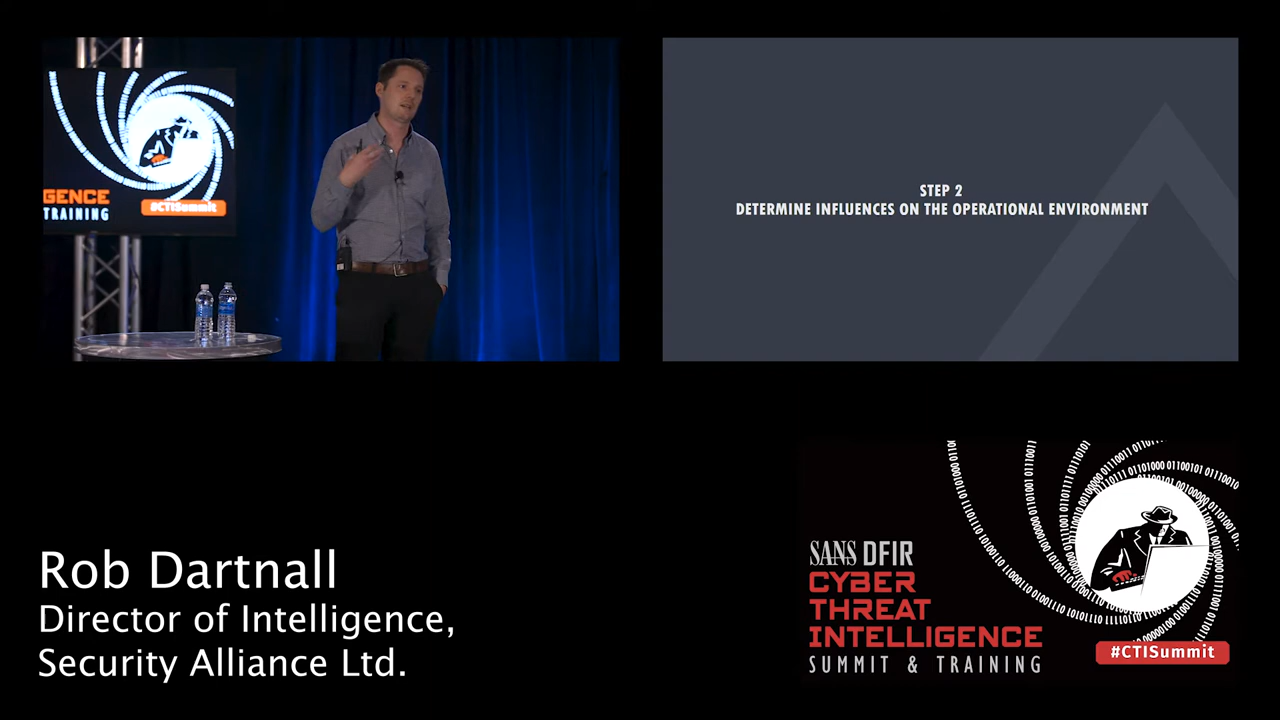 GENCE
TRAINING
#CTISummit
STEP 2
DETERMINE INFLUENCES ON THE OPERATIONAL ENVIRONMENT
Rob Dartnall
Director of Intelligence,
Security Alliance Ltd.
SANS DFIR
CYBER
THREAT
INTELLIGENCE
SUMMIT & TRAINING
#CTISummit